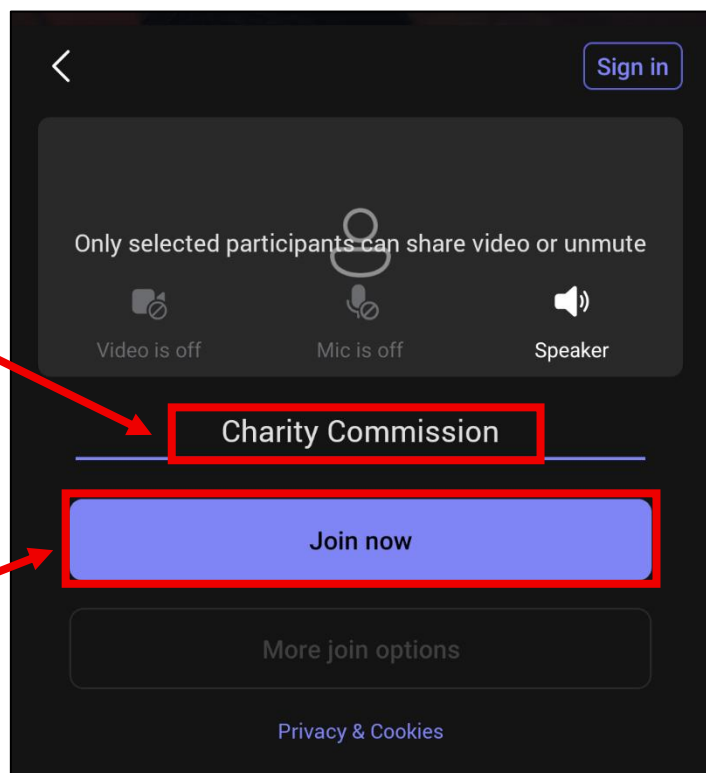 Sign in
Only selected participants can share video or unmute
Video is off
Mic is off
Speaker
Charity Commission
Join now
More join options
Privacy & Cookies